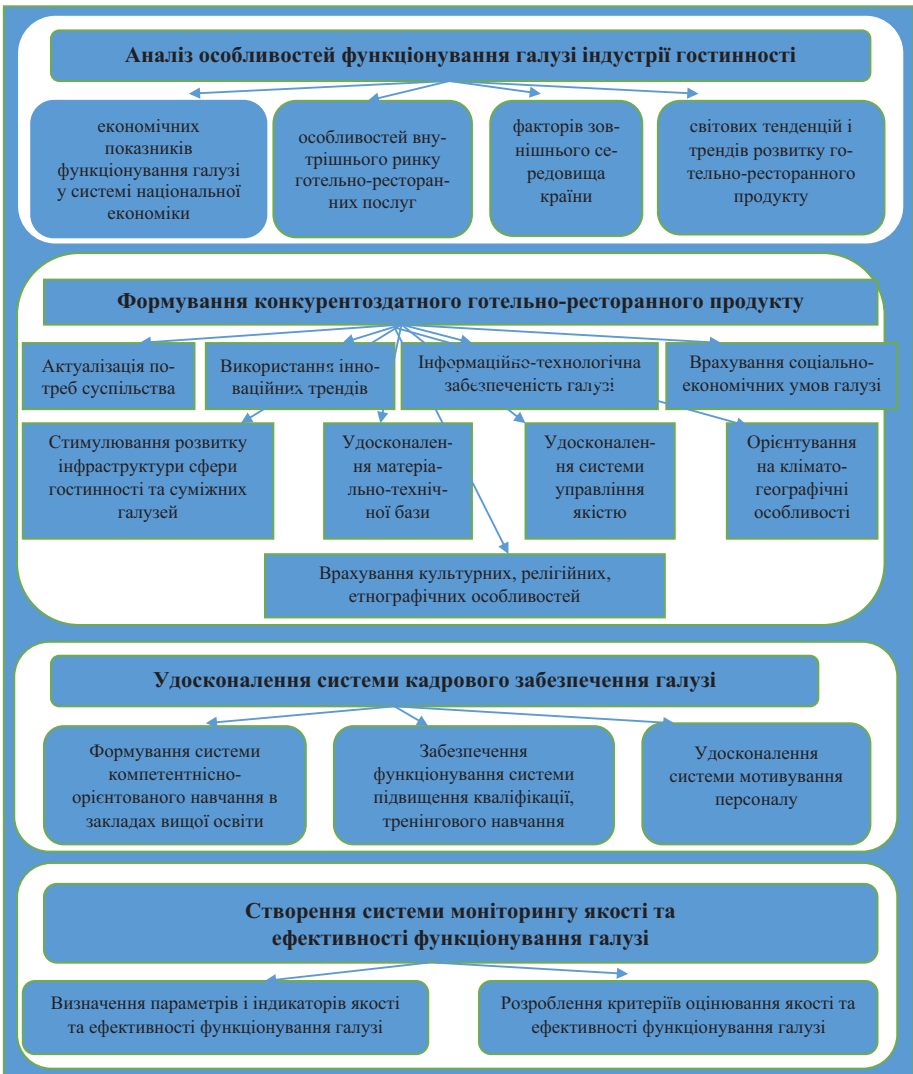 Аналіз особливостей функціонування галузі індустрії гостинності
економічних
показників
функціонування галузі
у системі національної
економіки
особливостей вну-
трішнього ринку
готельно-ресторан-
них послуг
факторів зов-
нішнього се-
редовища
країни
світових тенденцій і
трендів розвитку го-
тельно-ресторанного
продукту
Формування конкурентоздатного готельно-ресторанного продукту
Актуалізація по-
треб суспільства
Використання інно-
ваційних трендів
Інформаційно-технологічна
забезпеченість галузі
Врахування соціально-
економічних умов галузі
Стимулювання розвитку
інфраструктури сфери
гостинності та суміжних
галузей
Удосконален-
ня матеріа-
льно-техніч-
ної бази
Удосконален-
ня системи
управління
якістю
Орієнтування
на клімато-
географічні
особливості
Врахування культурних, релігійних,
етнографічних особливостей
Удосконалення системи кадрового забезпечення галузі
Формування системи
компетентнісно-
орієнтованого навчання в
закладах вищої освіти
Забезпечення
функціонування системи
підвищення кваліфікації,
тренінгового навчання
Удосконалення
системи мотивування
персоналу
Створення системи моніторингу якості та
ефективності функціонування галузі
Визначення параметрів і індикаторів якості
та ефективності функціонування галузі
Розроблення критеріїв оцінювання якості та
ефективності функціонування галузі